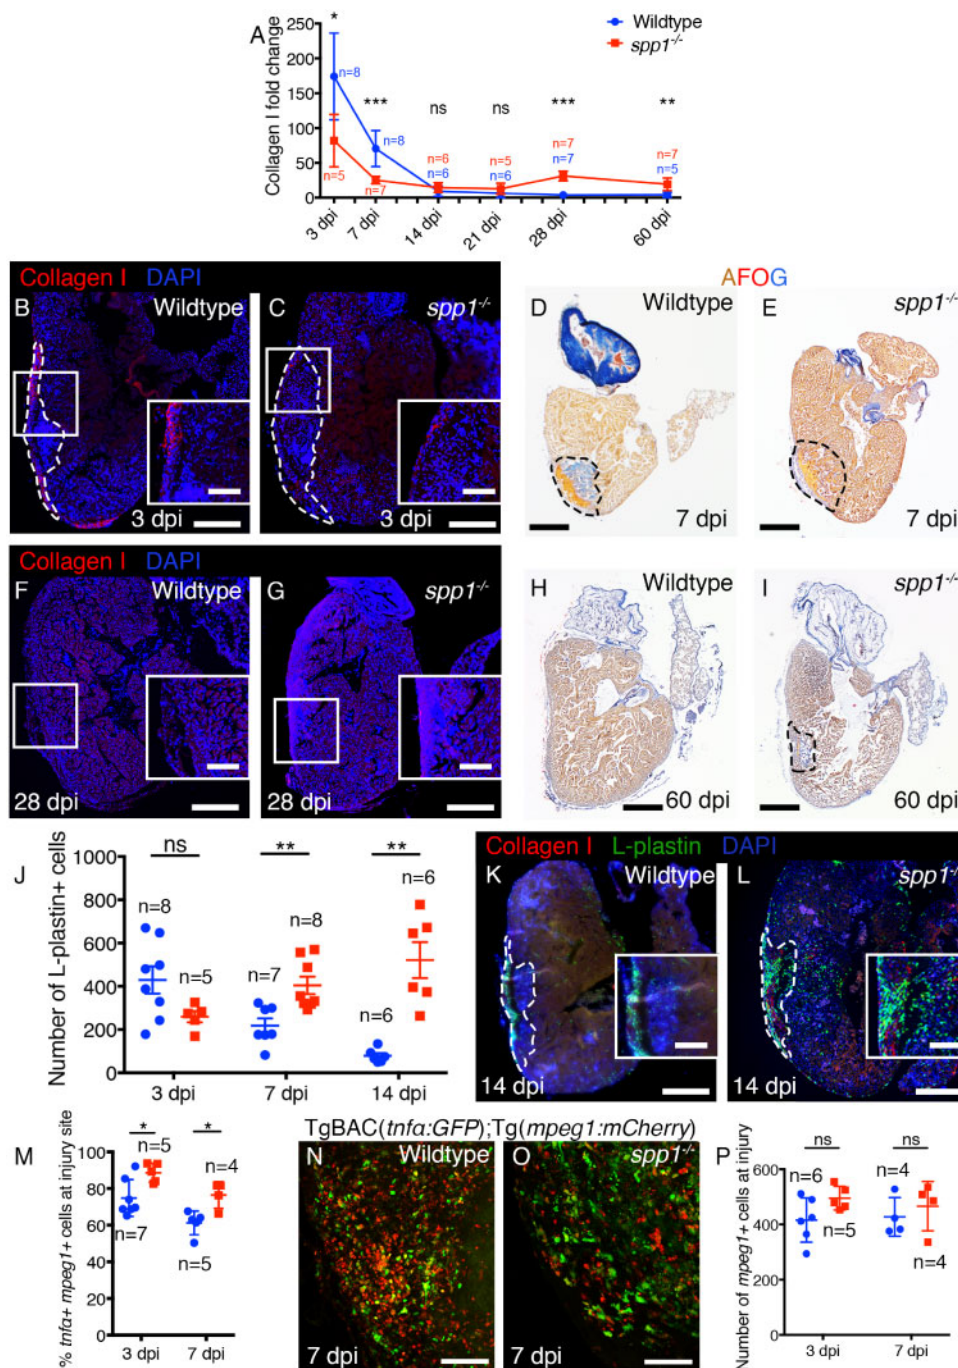 A
Collagen I fold change
250
200
150
100
50
0
*
n=8
***
n=8
ns
ns
***
**
n=5
n=7
n=6
n=6
n=5
n=6
n=7
n=7
n=7
n=5
3 dpi
7 dpi
14 dpi
21 dpi
28 dpi
60 dpi
Wildtype
spp1-/-
Collagen I DAPI
B Wildtype
3 dpi
C spp1-/-
3 dpi
AFOG
D Wildtype
7 dpi
E spp1-/-
7 dpi
Collagen I DAPI
F Wildtype
28 dpi
G spp1-/-
28 dpi
H Wildtype
60 dpi
I spp1-/-
60 dpi
J
Number of L-plastin+ cells
1000
800
600
400
200
0
ns
**
**
n=8
n=5
n=7
n=8
n=6
n=6
3 dpi
7 dpi
14 dpi
Collagen I L-plastin DAPI
K Wildtype
14 dpi
L spp1-/-
14 dpi
M
% tnfa+ mpeg1+ cells at injury site
100
80
60
40
20
0
*
*
n=5
n=4
n=7
n=5
3 dpi
7 dpi
TgBAC(tnfa:GFP);Tg(mpeg1:mCherry)
N Wildtype
7 dpi
O spp1-/-
7 dpi
P
Number of mpeg1+ cells at injury
600
400
200
0
ns
ns
n=6
n=4
n=5
n=4
3 dpi
7 dpi